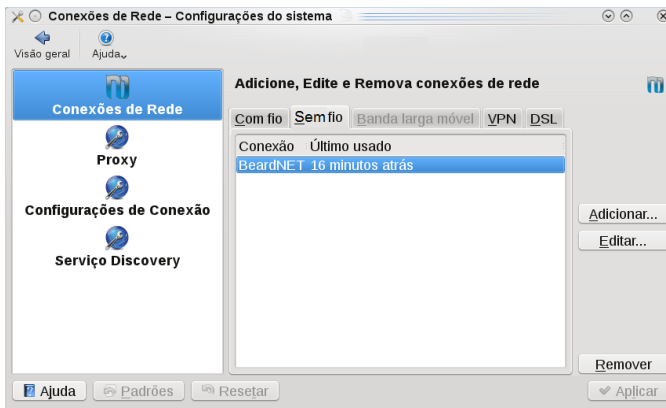 Conexões de Rede – Configurações do sistema
Visão geral Ajuda
Conexões de Rede
Proxy
Configurações de Conexão
Serviço Discovery
Adicione, Edite e Remova conexões de rede
Com fio Sem fio Banda larga móvel VPN DSL
Conexão Último usado
BeardNET 16 minutos atrás
Adicionar...
Editar...
Remover
Ajuda Padrões Resetar Aplicar